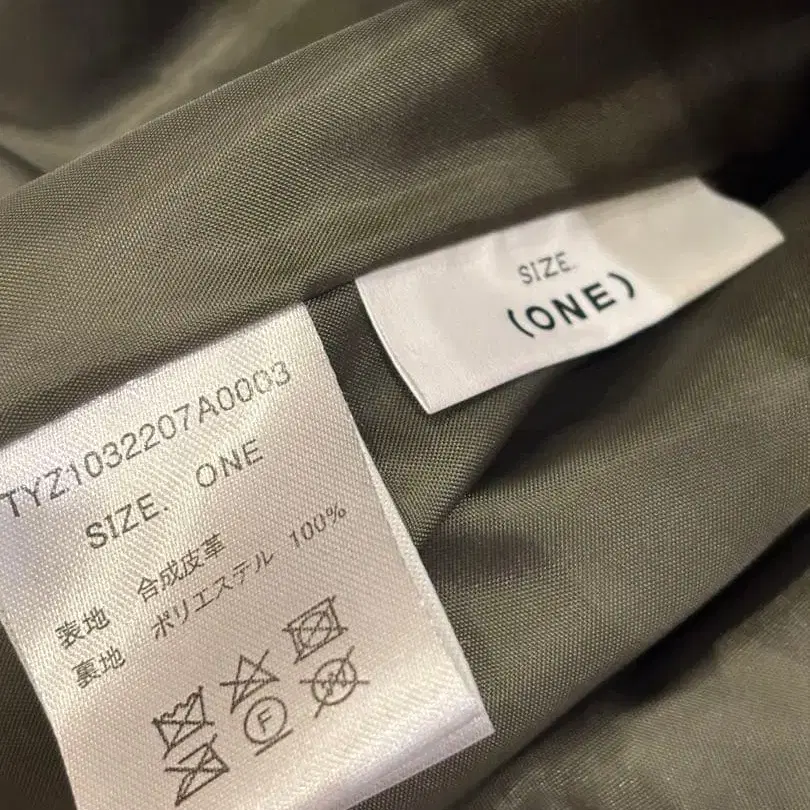 SIZE.
(ONE)
TYZ1032207A0003
SIZE. ONE
表地 合成皮革
裏地 ポリエステル 100%
F
W